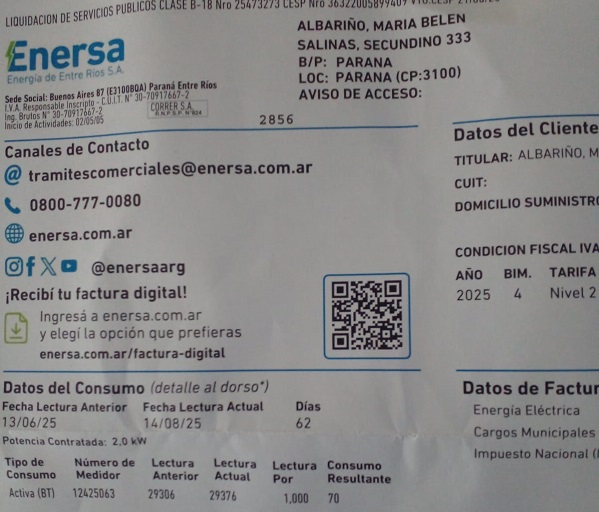 LIQUIDACION DE SERVICIOS PUBLICOS CLASE B-18 Nro 25473273 CESP Nro 36322005899409
Enersa
Energía de Entre Ríos S.A.
Sede Social: Buenos Aires 87 (E3100BQA) Paraná Entre Ríos
I.V.A. Responsable Inscripto - C.U.I.T. N° 30-70917667-2
Ing. Brutos N° 30-70917667-2
Inicio de Actividades: 02/05/05
CORRER S.A.
R.N.P.S.P. N°804
ALBARIÑO, MARIA BELEN
SALINAS, SECUNDINO 333
B/P: PARANA
LOC: PARANA (CP:3100)
AVISO DE ACCESO:
2856
Canales de Contacto
tramitescomerciales@enersa.com.ar
0800-777-0080
enersa.com.ar
@enersaarg
¡Recibí tu factura digital!
Ingresá a enersa.com.ar
y elegí la opción que prefieras
enersa.com.ar/factura-digital
Datos del Cliente
TITULAR: ALBARIÑO, M
CUIT:
DOMICILIO SUMINISTRO
CONDICION FISCAL IVA
AÑO BIM. TARIFA
2025 4 Nivel 2
Datos del Consumo (detalle al dorso*)
Fecha Lectura Anterior Fecha Lectura Actual Días
13/06/25 14/08/25 62
Potencia Contratada: 2,0 kW
Tipo de Consumo Número de Medidor Lectura Anterior Lectura Actual Lectura Por Consumo Resultante
Activa (BT) 12425063 29306 29376 1,000 70
Datos de Factur
Energía Eléctrica
Cargos Municipales
Impuesto Nacional (